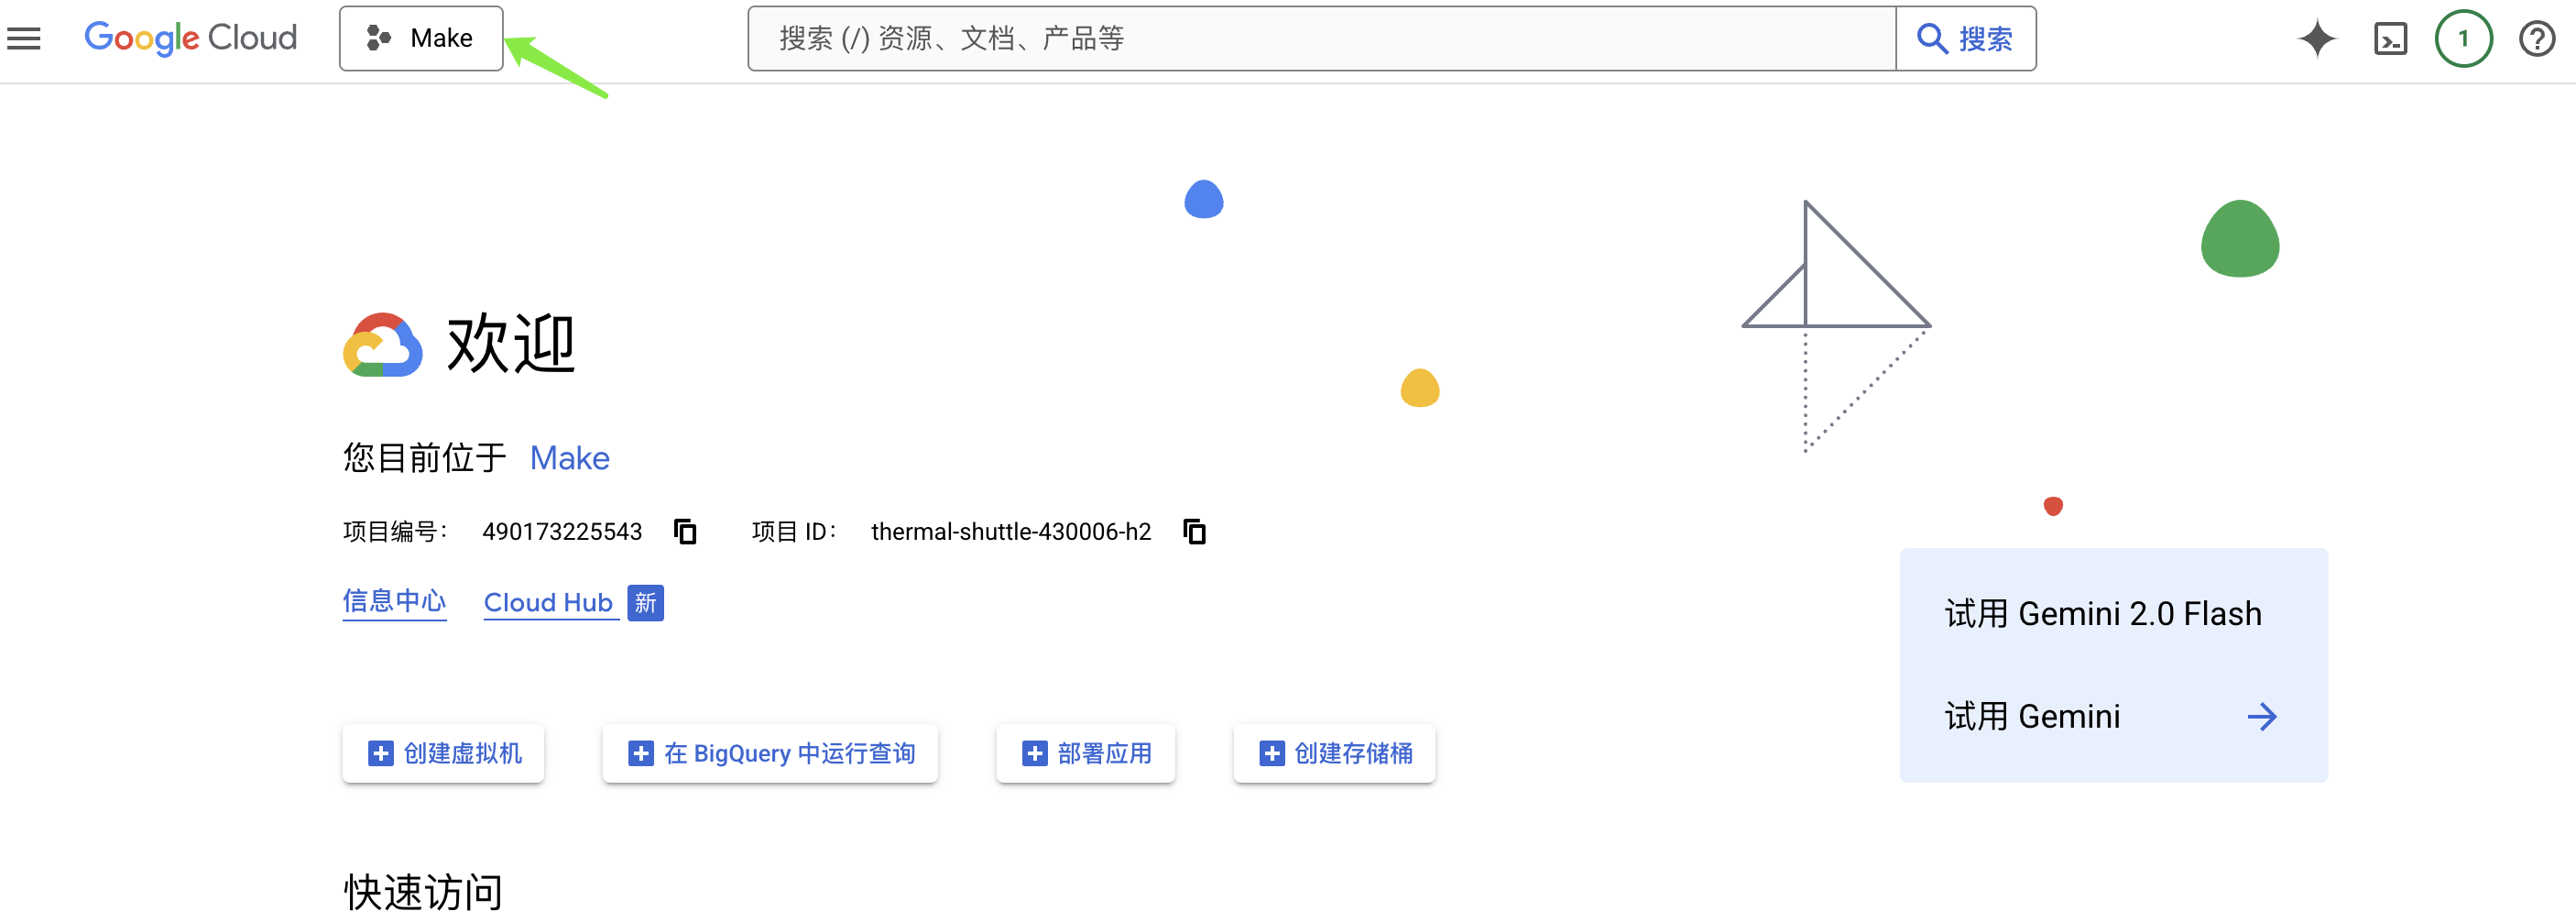 Google Cloud
Make
搜索 (/) 资源、文档、产品等
搜索
1
欢迎
您目前位于 Make
项目编号： 490173225543 项目 ID： thermal-shuttle-430006-h2
信息中心 Cloud Hub 新
试用 Gemini 2.0 Flash
试用 Gemini
创建虚拟机
在 BigQuery 中运行查询
部署应用
创建存储桶
快速访问